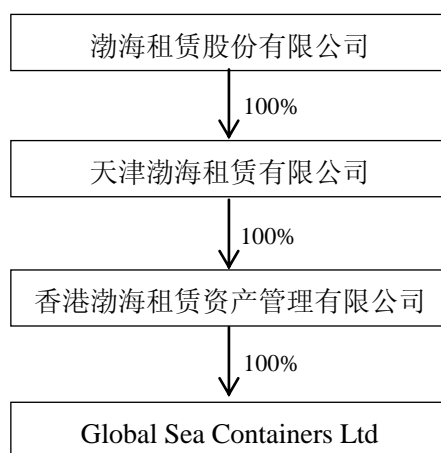 渤海租赁股份有限公司
100%
天津渤海租赁有限公司
100%
香港渤海租赁资产管理有限公司
100%
Global Sea Containers Ltd